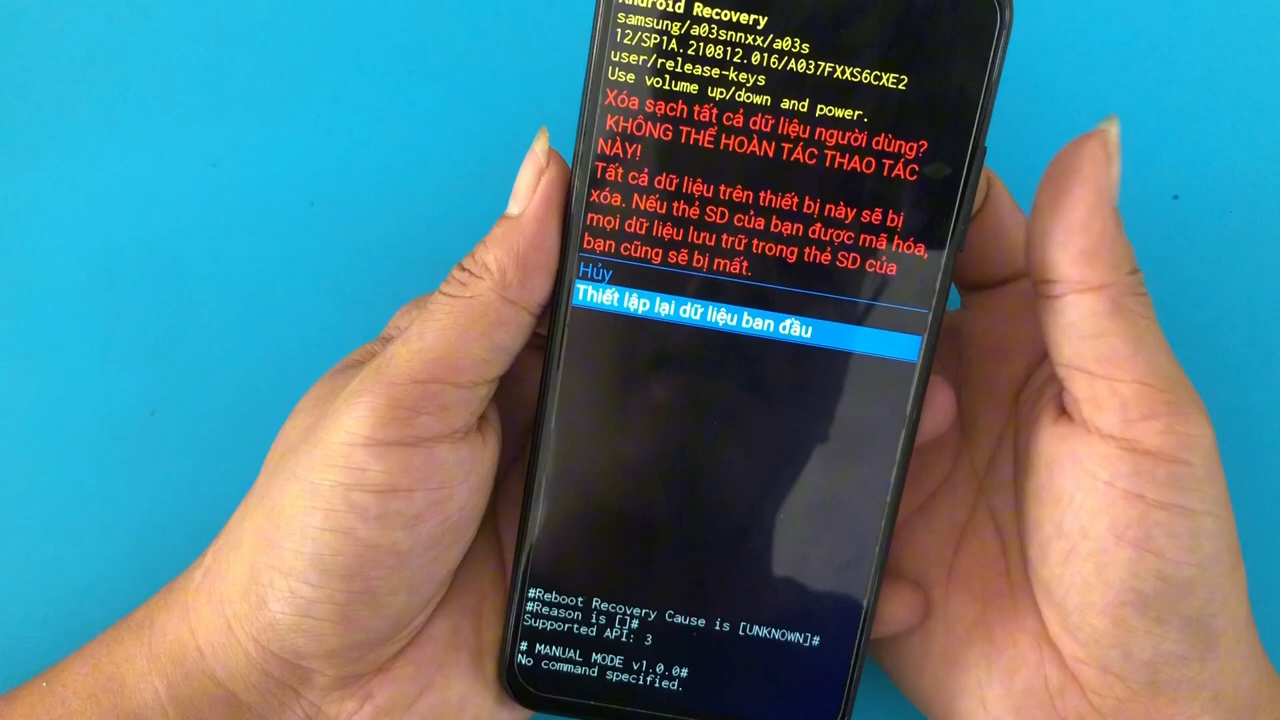 Android Recovery
samsung/a03snnxx/a03s
12/SP1A.210812.016/A037FXXS6CXE2
user/release-keys
Use volume up/down and power.
Xóa sạch tất cả dữ liệu người dùng?
KHÔNG THỂ HOÀN TÁC THAO TÁC
NÀY!
Tất cả dữ liệu trên thiết bị này sẽ bị
xóa. Nếu thẻ SD của bạn được mã hóa,
mọi dữ liệu lưu trữ trong thẻ SD của
bạn cũng sẽ bị mất.
Hủy
Thiết lập lại dữ liệu ban đầu
#Reboot Recovery Cause is [UNKNOWN]#
#Reason is []#
Supported API: 3
# MANUAL MODE v1.0.0#
No command specified.